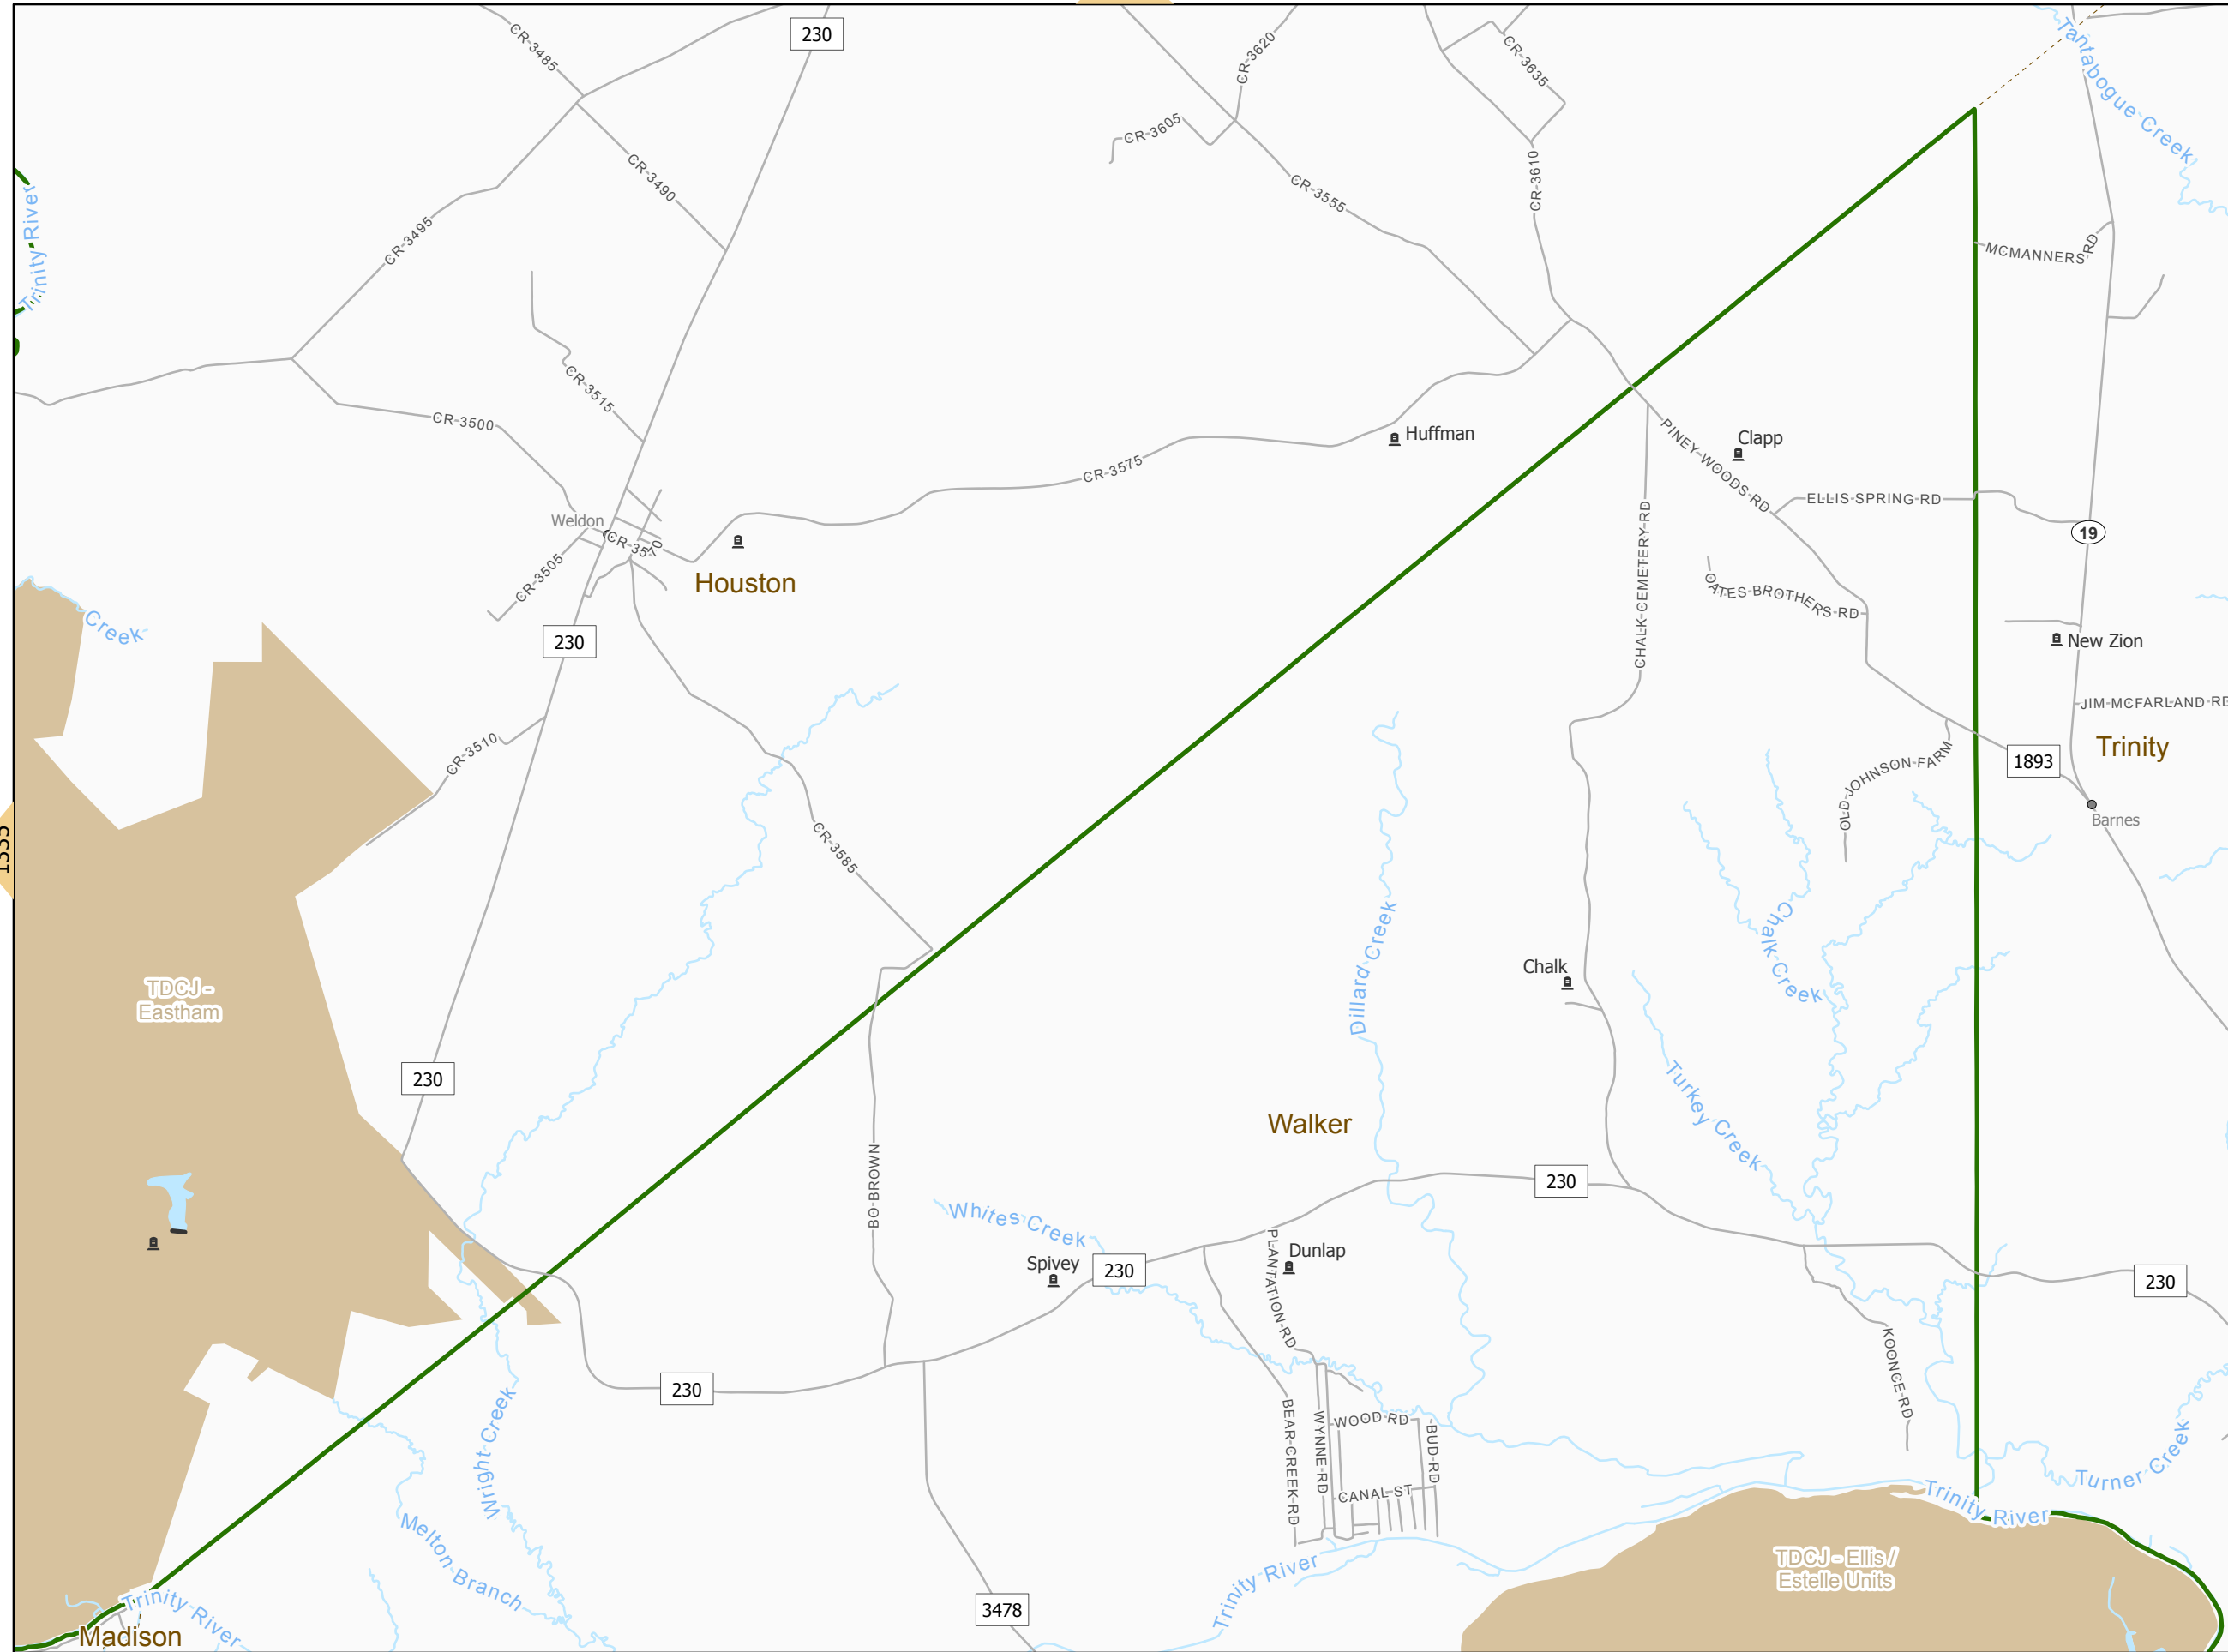 CR-3485
230
CR-3620
CR-3635
Tantabogue Creek
CR-3605
CR-3490
CR-3610
CR-3555
Trinity River
CR-3495
MCMANNERS RD
CR-3515
CR-3500
Huffman
Clapp
PINEY WOODS RD
CR-3575
ELLIS SPRING RD
Weldon
CR-3570
19
CR-3505
Houston
OATES BROTHERS RD
CHALK CEMETERY RD
Creek
230
New Zion
JIM MCFARLAND RD
CR-3510
Trinity
1893
OLD JOHNSON FARM
Barnes
1335
CR-3585
Chalk Creek
Dillard Creek
Chalk
TDCJ -
Eastham
230
Turkey Creek
Walker
BO BROWN
230
Whites Creek
PLANTATION RD
Dunlap
Spivey
230
230
KOONCE RD
230
Wright Creek
BEAR CREEK RD
WYNNE RD
WOOD RD
BUD RD
CANAL ST
Turner Creek
Trinity River
Melton Branch
Trinity River
TDCJ - Ellis /
Estelle Units
3478
Trinity River
Madison